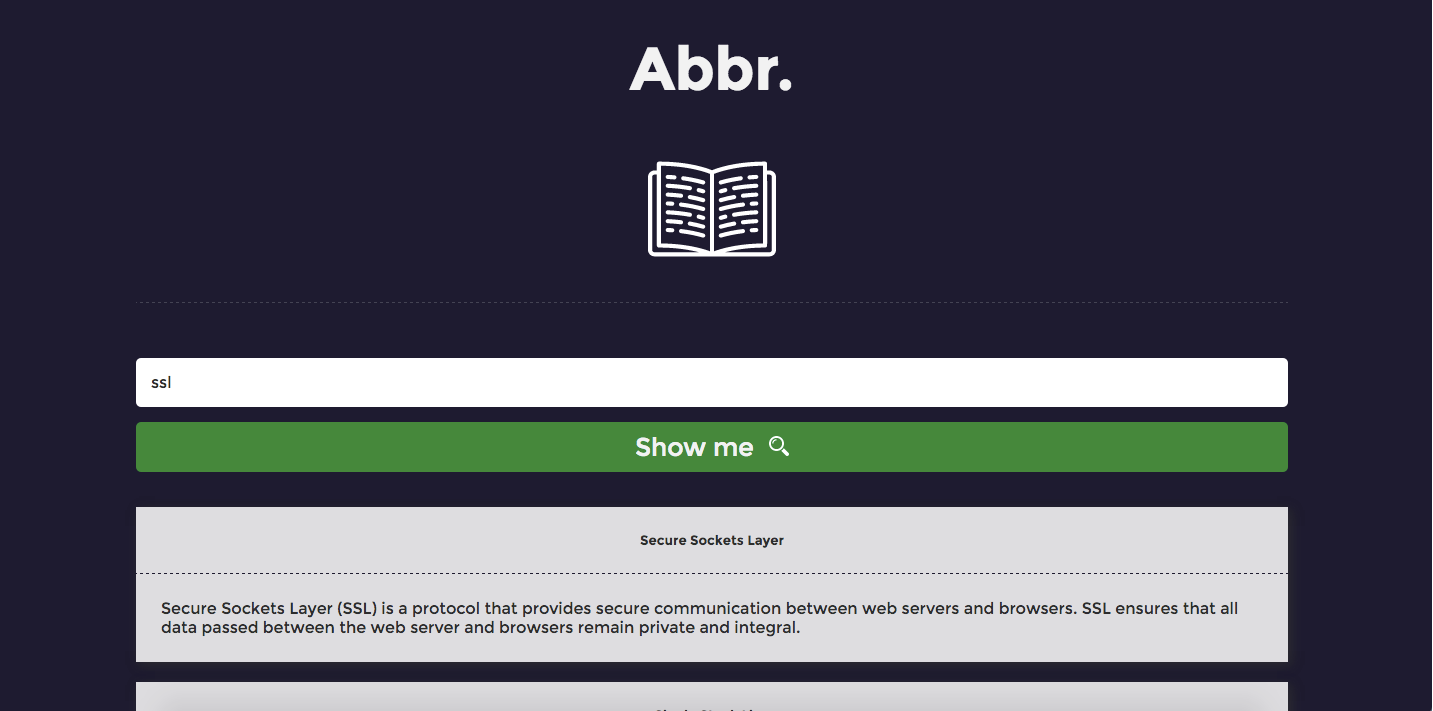 Abbr.
ssl
Show me
Secure Sockets Layer
Secure Sockets Layer (SSL) is a protocol that provides secure communication between web servers and browsers. SSL ensures that all
data passed between the web server and browsers remain private and integral.